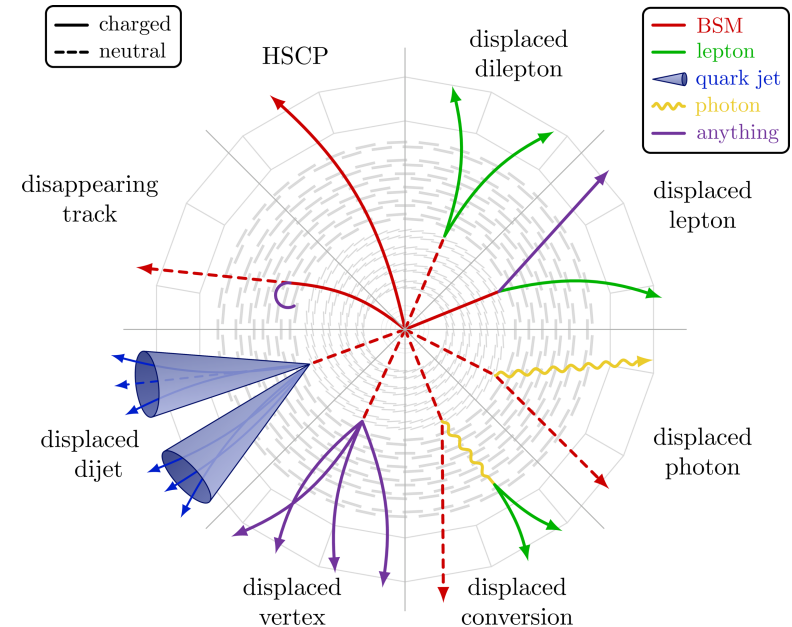 charged
neutral
HSCP
displaced
dilepton
BSM
lepton
quark jet
photon
anything
disappearing
track
displaced
lepton
displaced
dijet
displaced
photon
displaced
vertex
displaced
conversion